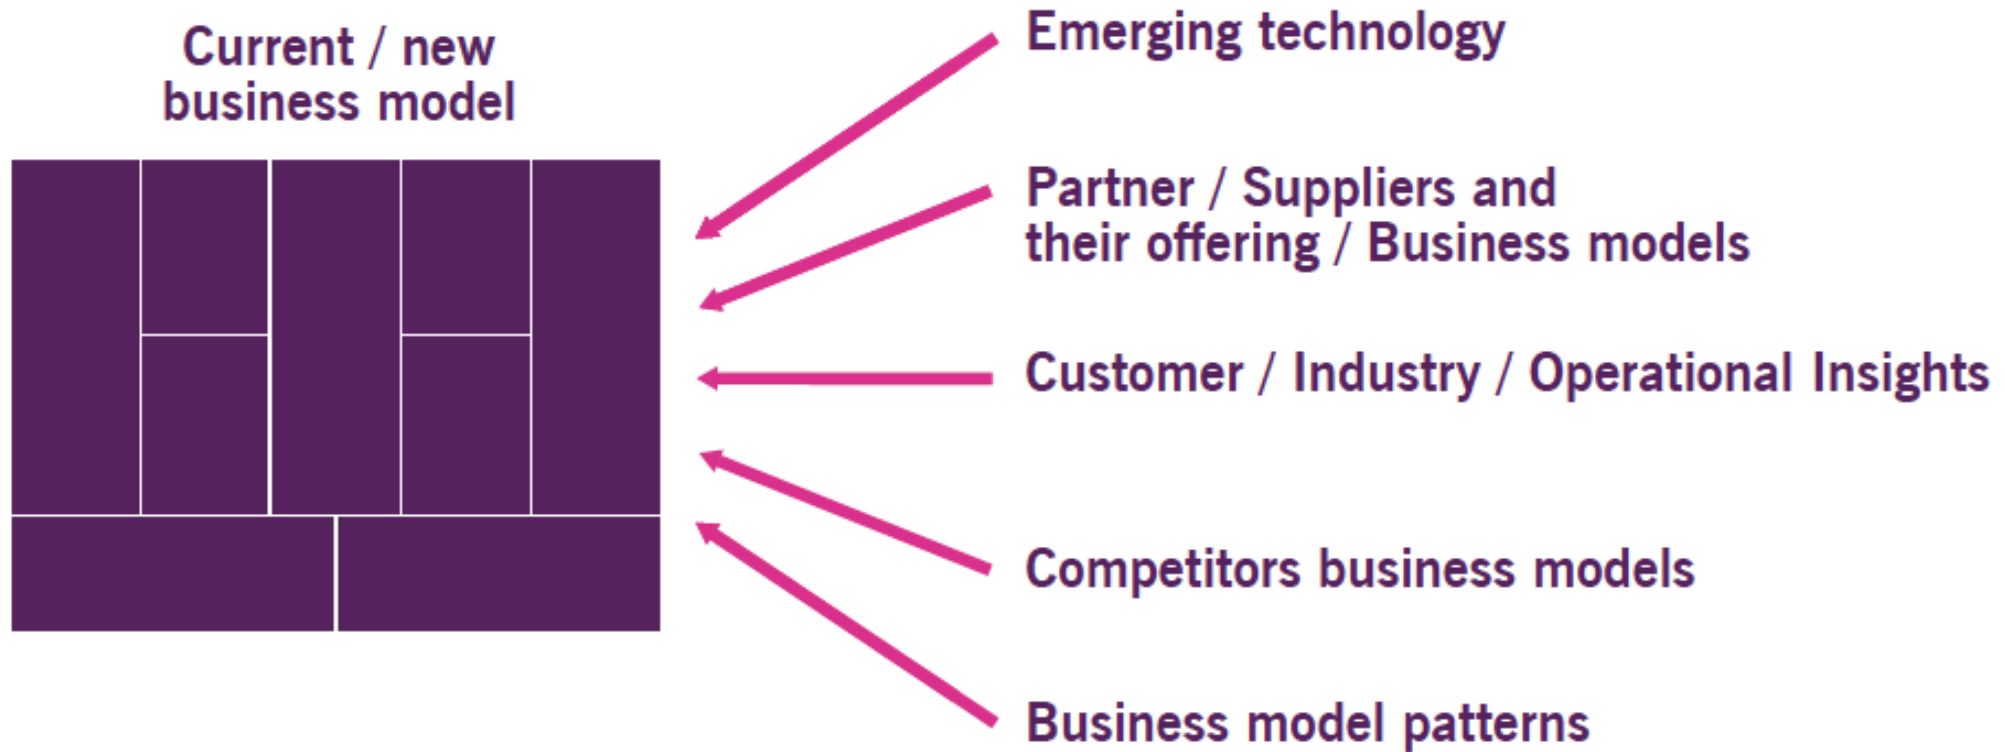 Current / new
business model
Emerging technology
Partner / Suppliers and
their offering / Business models
Customer / Industry / Operational Insights
Competitors business models
Business model patterns